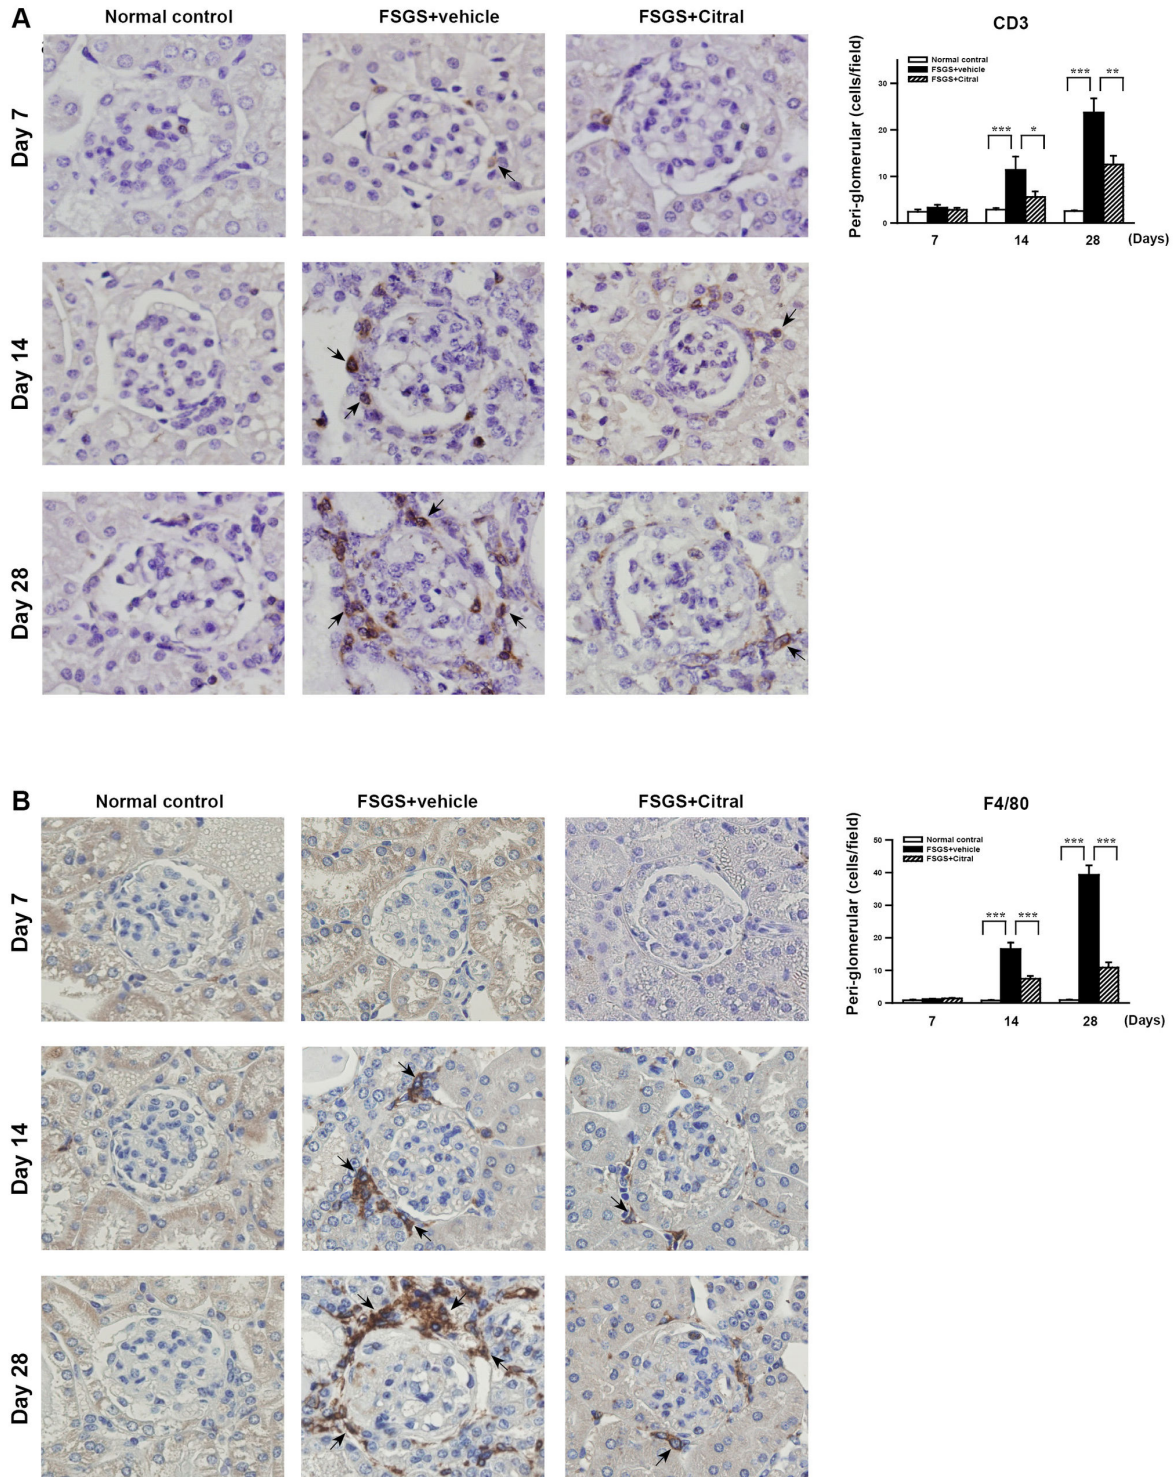 A
Normal control
FSGS+vehicle
FSGS+Citral
Day 7
Day 14
Day 28
CD3
Normal contral
FSGS+vehicle
FSGS+Citral
Peri-glomerular (cells/field)
30
20
10
0
*** *
*** **
7 14 28 (Days)
B
Normal control
FSGS+vehicle
FSGS+Citral
Day 7
Day 14
Day 28
F4/80
Normal contral
FSGS+vehicle
FSGS+Citral
Peri-glomerular (cells/field)
50
40
30
20
10
0
*** ***
*** ***
7 14 28 (Days)